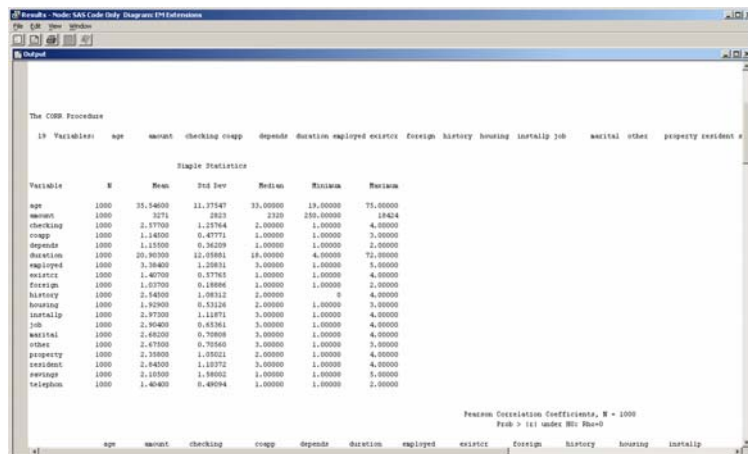 Results - Node: SAS Code Only Diagram: EM Extensions
File Edit View Window
Output
The CORR Procedure
19 Variables: age amount checking coapp depends duration employed existcr foreign history housing installp job marital other property resident
Simple Statistics
Variable N Mean Std Dev Median Minimum Maximum
age 1000 35.54600 11.37547 33.00000 19.00000 75.00000
amount 1000 3271 2823 2320 250.00000 18424
checking 1000 2.57700 1.25764 2.00000 1.00000 4.00000
coapp 1000 1.14500 0.47771 1.00000 1.00000 3.00000
depends 1000 1.15500 0.36209 1.00000 1.00000 2.00000
duration 1000 20.90300 12.05881 18.00000 4.00000 72.00000
employed 1000 3.38400 1.20831 3.00000 1.00000 5.00000
existcr 1000 1.40700 0.57765 1.00000 1.00000 4.00000
foreign 1000 1.03700 0.18886 1.00000 1.00000 2.00000
history 1000 2.54500 1.08312 2.00000 0 4.00000
housing 1000 1.92900 0.53126 2.00000 1.00000 3.00000
installp 1000 2.97300 1.11871 3.00000 1.00000 4.00000
job 1000 2.90400 0.65361 3.00000 1.00000 4.00000
marital 1000 2.68200 0.70808 3.00000 1.00000 4.00000
other 1000 2.67500 0.70560 3.00000 1.00000 3.00000
property 1000 2.35800 1.05021 2.00000 1.00000 4.00000
resident 1000 2.84500 1.10372 3.00000 1.00000 4.00000
savings 1000 2.10500 1.58002 1.00000 1.00000 5.00000
telephon 1000 1.40400 0.49094 1.00000 1.00000 2.00000
Pearson Correlation Coefficients, N = 1000
Prob > |r| under H0: Rho=0
age amount checking coapp depends duration employed existcr foreign history housing installp